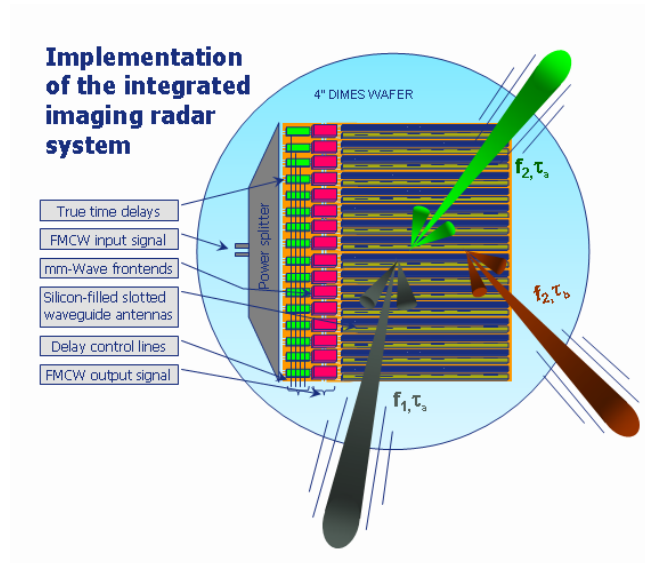 Implementation
of the integrated
imaging radar
system
4" DIMES WAFER
f2,τa
True time delays
FMCW input signal
mm-Wave frontends
Silicon-filled slotted
waveguide antennas
Delay control lines
FMCW output signal
Power splitter
f2,τb
f1,τa